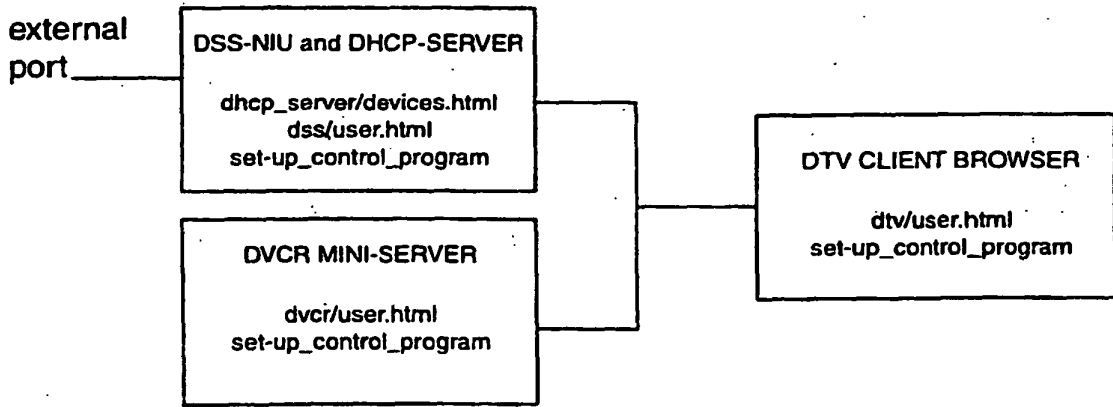 external
port
DSS-NIU and DHCP-SERVER
dhcp_server/devices.html
dss/user.html
set-up_control_program
DVCR MINI-SERVER
dvcr/user.html
set-up_control_program
DTV CLIENT BROWSER
dtv/user.html
set-up_control_program